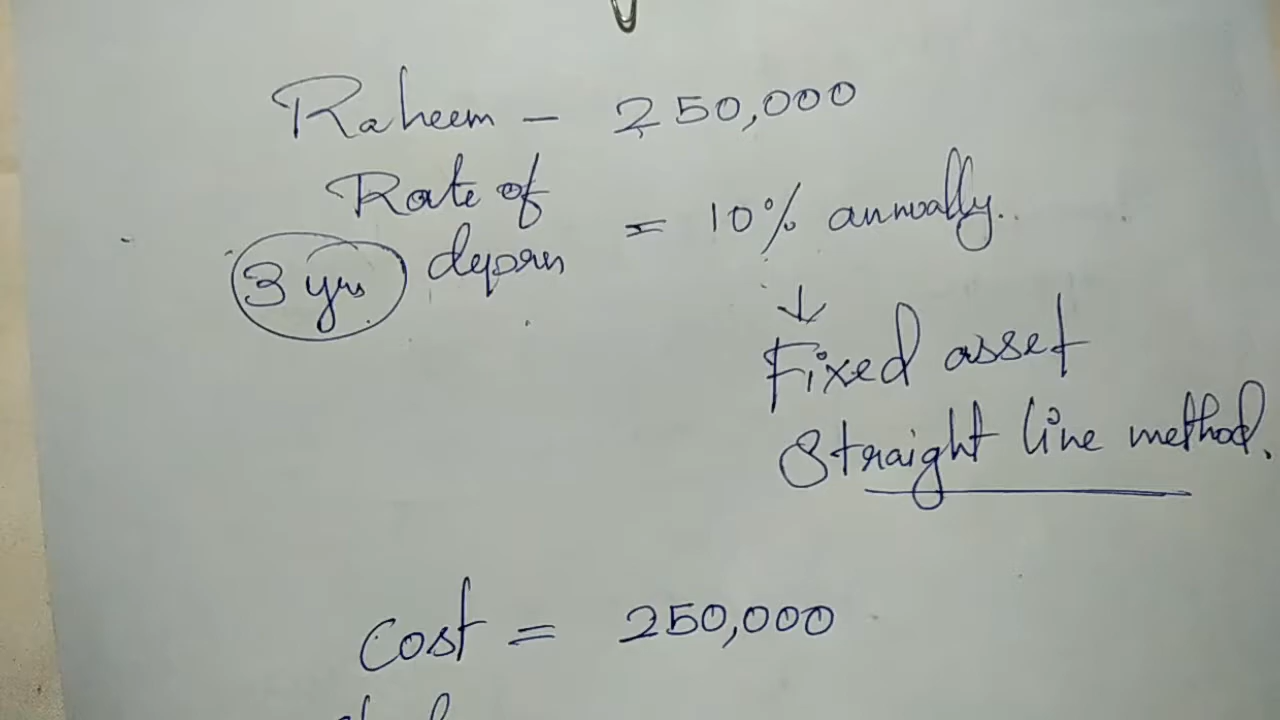 Raheem - 250,000
Rate of
3 yrs deprn = 10% annually..
↓
Fixed asset
Straight line method.
Cost = 250,000